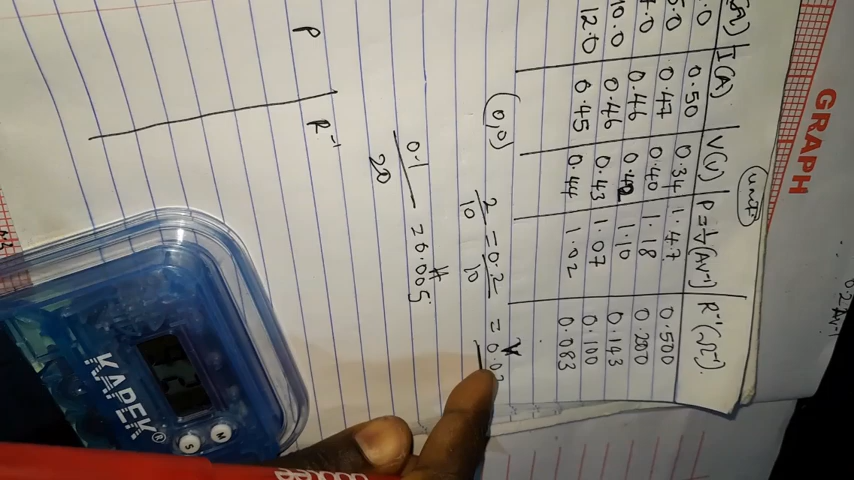 GRAPH
unit
(Ω) I(A) V(V) P=I/V (AV⁻¹) R⁻¹(Ω⁻¹).
.0 0.50 0.34 1.47 0.500
5.0 0.47 0.40 1.18 0.200
7.0 0.46 0.42 1.10 0.143
10.0 0.46 0.43 1.07 0.100
12.0 0.45 0.44 1.02 0.083
(0,0) 2/10 = 0.2/10 = 0.02
0.1/20 = 0.005
P R⁻¹
KAPEK®
M
S